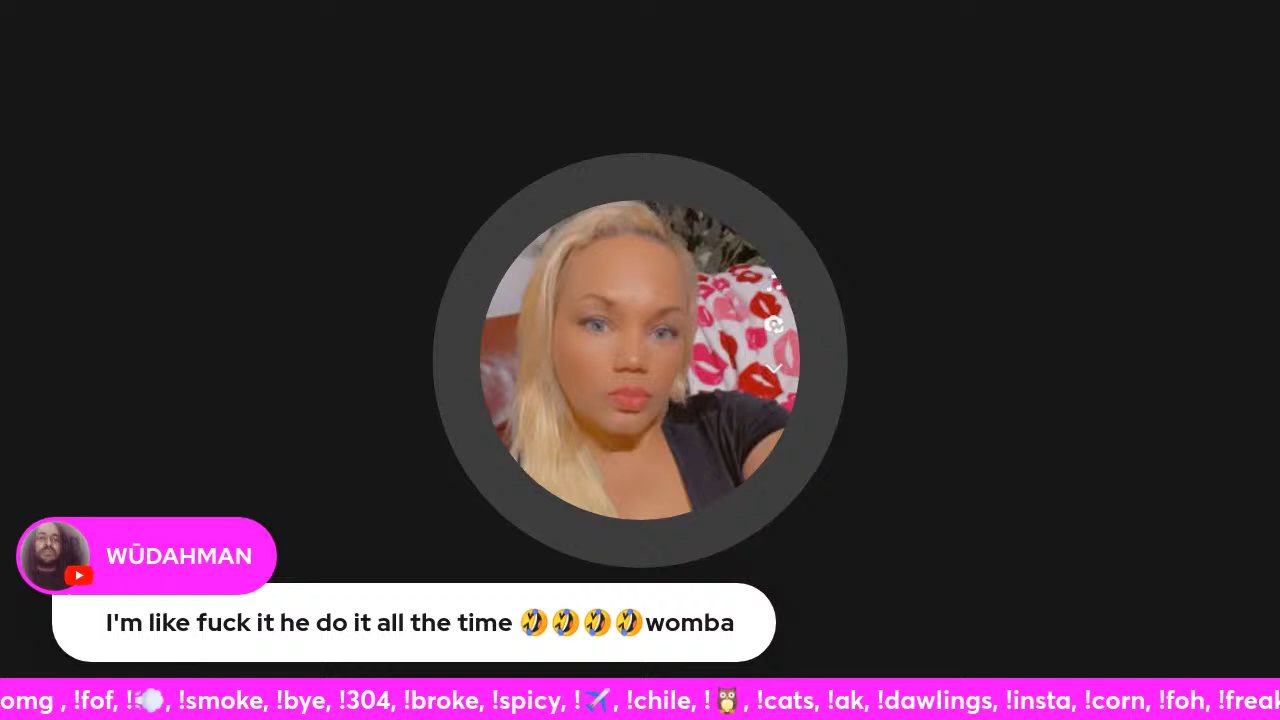 WŪDAHMAN
I'm like fuck it he do it all the time 🤣🤣🤣🤣womba
omg , !fof, !💨, !smoke, !bye, !304, !broke, !spicy, !✈️, !chile, !🦉, !cats, !ak, !dawlings, !insta, !corn, !foh, !freak